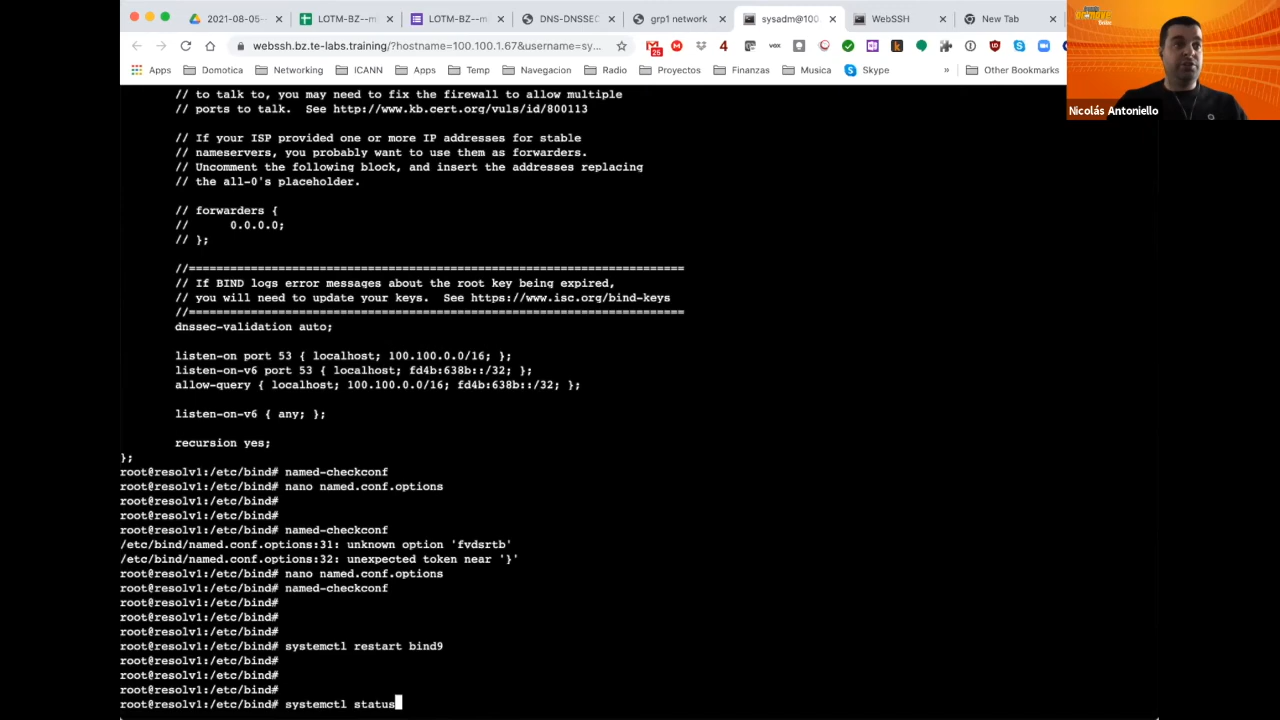 2021-08-05--
LOTM-BZ--m
LOTM-BZ--m
DNS-DNSSEC
grp1 network
sysadm@100.
WebSSH
New Tab
webssh.bz.te-labs.training/?hostname=100.100.1.67&username=sy...
26
vox
4
Apps
Domotica
Networking
ICANN
Apps
Temp
Navegacion
Radio
Proyectos
Finanzas
Musica
Skype
»
Other Bookmarks
Nicolás Antoniello
// to talk to, you may need to fix the firewall to allow multiple
// ports to talk.  See http://www.kb.cert.org/vuls/id/800113
// If your ISP provided one or more IP addresses for stable
// nameservers, you probably want to use them as forwarders.
// Uncomment the following block, and insert the addresses replacing
// the all-0's placeholder.
// forwarders {
//      0.0.0.0;
// };
//========================================================================
// If BIND logs error messages about the root key being expired,
// you will need to update your keys.  See https://www.isc.org/bind-keys
//========================================================================
dnssec-validation auto;
listen-on port 53 { localhost; 100.100.0.0/16; };
listen-on-v6 port 53 { localhost; fd4b:638b::/32; };
allow-query { localhost; 100.100.0.0/16; fd4b:638b::/32; };
listen-on-v6 { any; };
recursion yes;
};
root@resolv1:/etc/bind# named-checkconf
root@resolv1:/etc/bind# nano named.conf.options
root@resolv1:/etc/bind#
root@resolv1:/etc/bind#
root@resolv1:/etc/bind# named-checkconf
/etc/bind/named.conf.options:31: unknown option 'fvdsrtb'
/etc/bind/named.conf.options:32: unexpected token near '}'
root@resolv1:/etc/bind# nano named.conf.options
root@resolv1:/etc/bind# named-checkconf
root@resolv1:/etc/bind#
root@resolv1:/etc/bind#
root@resolv1:/etc/bind#
root@resolv1:/etc/bind# systemctl restart bind9
root@resolv1:/etc/bind#
root@resolv1:/etc/bind#
root@resolv1:/etc/bind#
root@resolv1:/etc/bind# systemctl status